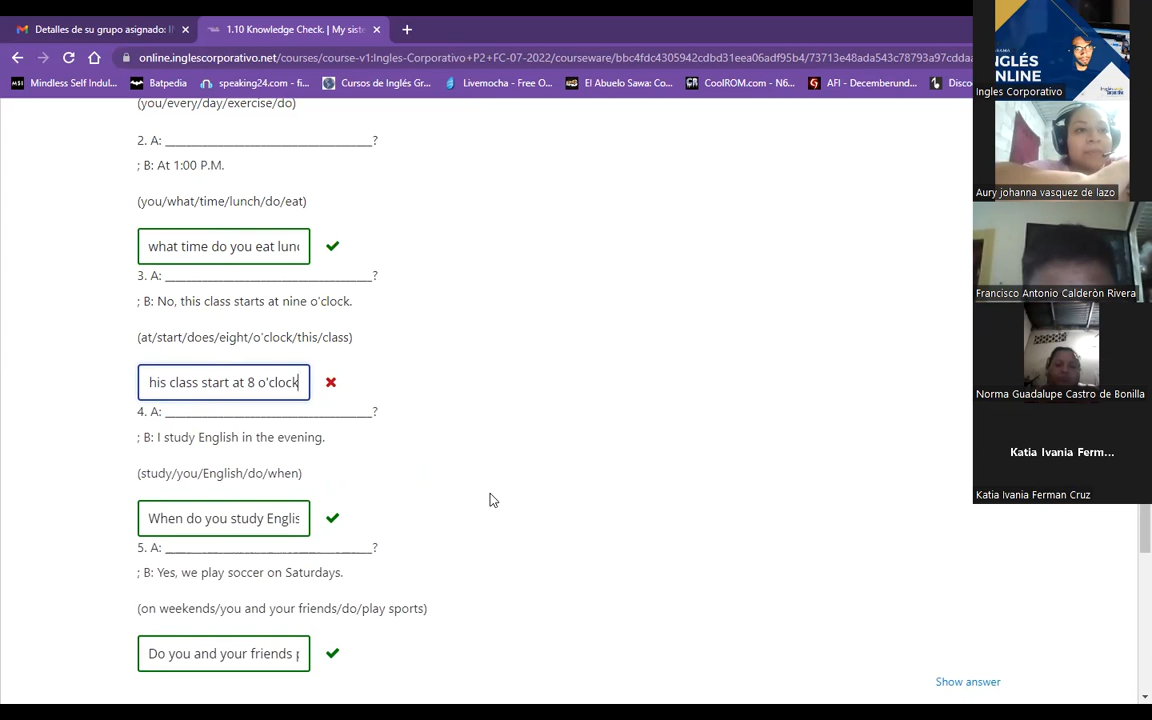 Detalles de su grupo asignado: I
1.10 Knowledge Check. | My sist
online.inglescorporativo.net/courses/course-v1:Ingles-Corporativo+P2+FC-07-2022/courseware/bbc4fdc4305942cdbd31eea06adf95b4/73713e48ada543c78793a97cddaa
Mindless Self Indul...
Batpedia
speaking24.com - f...
Cursos de Inglés Gr...
Livemocha - Free O...
El Abuelo Sawa: Co...
CoolROM.com - N6...
AFI - Decemberund...
Disco
(you/every/day/exercise/do)
2. A: ________________________________?
; B: At 1:00 P.M.
(you/what/time/lunch/do/eat)
what time do you eat lunc
3. A: ________________________________?
; B: No, this class starts at nine o'clock.
(at/start/does/eight/o'clock/this/class)
his class start at 8 o'clock
4. A: ________________________________?
; B: I study English in the evening.
(study/you/English/do/when)
When do you study Englis
5. A: ________________________________?
; B: Yes, we play soccer on Saturdays.
(on weekends/you and your friends/do/play sports)
Do you and your friends p
Show answer
NGLÉS
ONLINE
Ingles Corporativo
Aury johanna vasquez de lazo
Francisco Antonio Calderòn Rivera
Norma Guadalupe Castro de Bonilla
Katia Ivania Ferm...
Katia Ivania Ferman Cruz